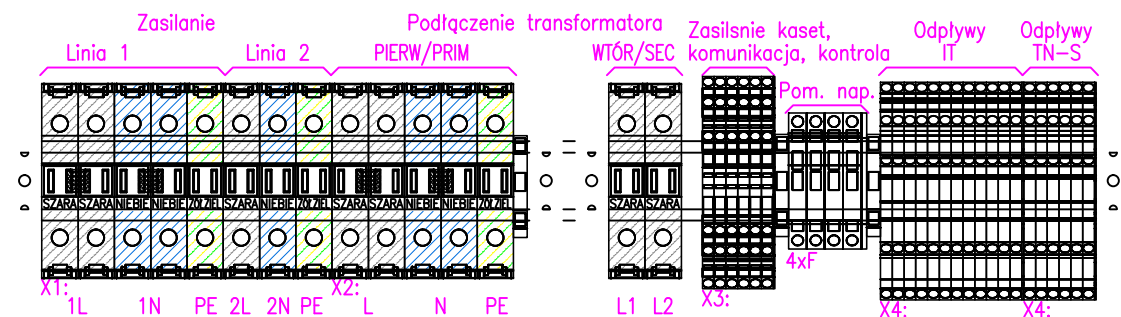 Zasilanie
Podłączenie transformatora
Zasilsnie kaset,
komunikacja, kontrola
Odpływy
IT
Odpływy
TN-S
Linia 1
Linia 2
PIERW/PRIM
WTÓR/SEC
Pom. nap.
SZARA SZARA NIEBIE NIEBIE ŻÓŁZIEL SZARA NIEBIE ŻÓŁZIEL SZARA SZARA NIEBIE NIEBIE ŻÓŁZIEL SZARA SZARA
4xF
X1:
X2:
X3:
X4:
X4:
1L 1N PE 2L 2N PE L N PE L1 L2